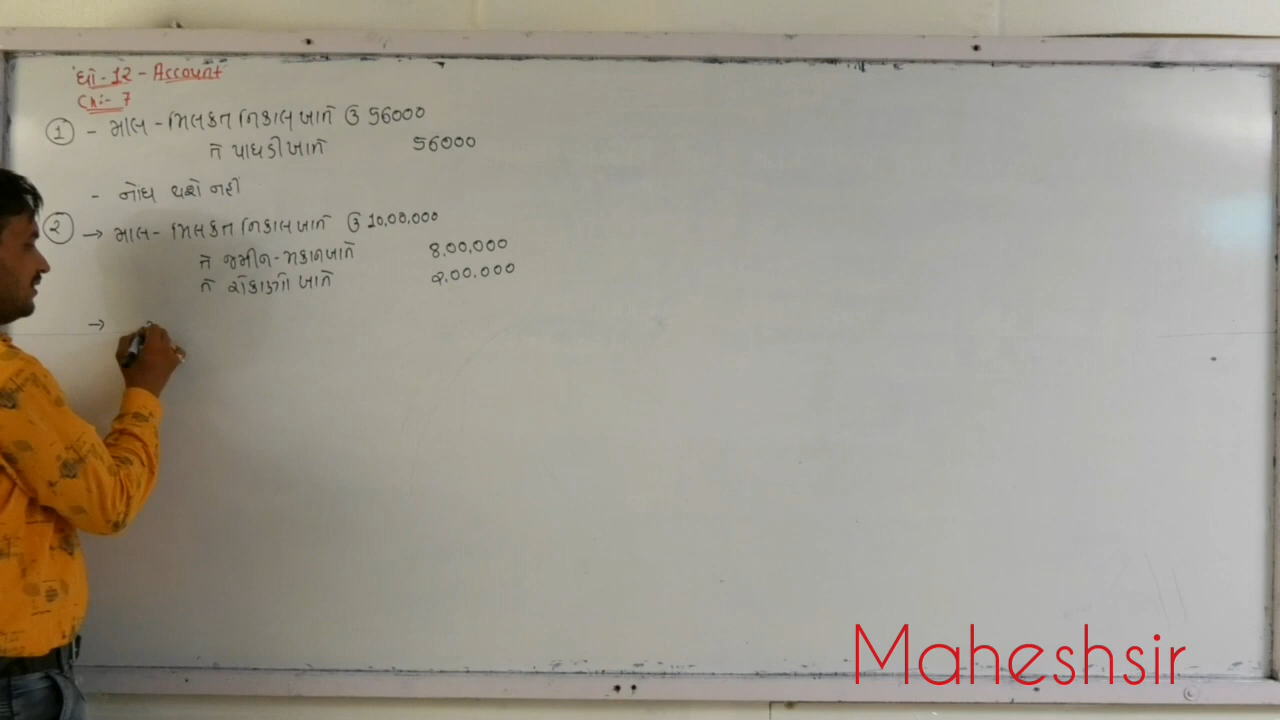 ધો-12 - Account
Ch:- 7
1 - માલ-મિલકત નિકાલ ખાતે ઉ 56000
તે પાઘડી ખાતે 56000
- નોંધ થશે નહીં
2 → માલ-મિલકત નિકાલ ખાતે ઉ 10,00,000
તે જમીન-મકાન ખાતે 8,00,000
તે રોકાણો ખાતે 2,00,000
→
Maheshsir